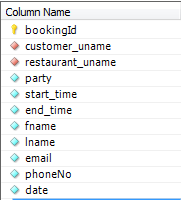 Column Name
bookingId
customer_uname
restaurant_uname
party
start_time
end_time
fname
lname
email
phoneNo
date